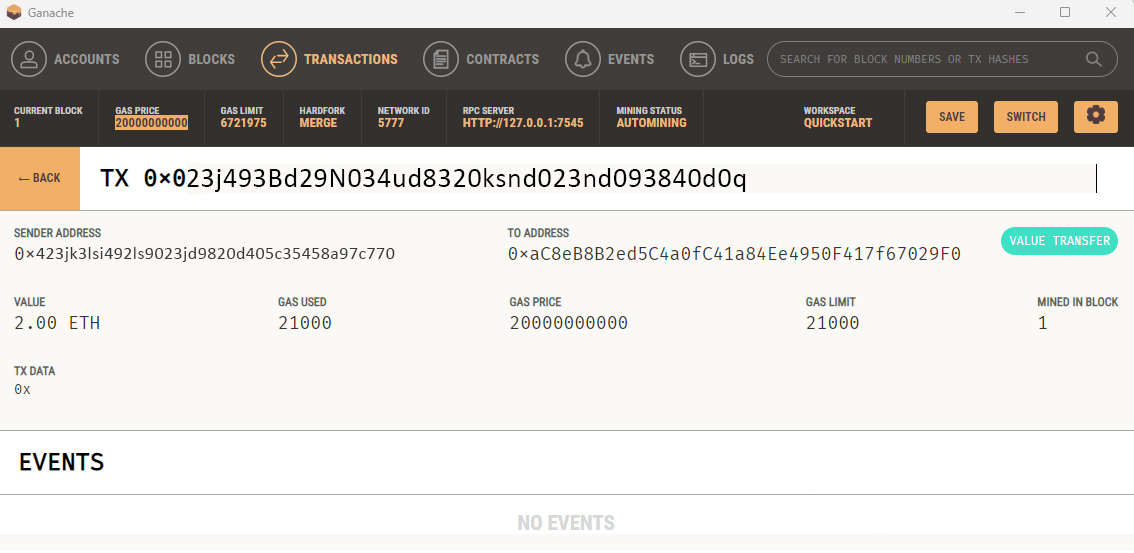 Ganache
ACCOUNTS BLOCKS TRANSACTIONS CONTRACTS EVENTS LOGS SEARCH FOR BLOCK NUMBERS OR TX HASHES
CURRENT BLOCK GAS PRICE GAS LIMIT HARDFORK NETWORK ID RPC SERVER MINING STATUS WORKSPACE
1 20000000000 6721975 MERGE 5777 HTTP://127.0.0.1:7545 AUTOMINING QUICKSTART
SAVE SWITCH
← BACK TX 0×023j493Bd29N034ud8320ksnd023nd093840d0q
SENDER ADDRESS TO ADDRESS
0×423jk3lsi492ls9023jd9820d405c35458a97c770 0×aC8eB8B2ed5C4a0fC41a84Ee4950F417f67029F0 VALUE TRANSFER
VALUE GAS USED GAS PRICE GAS LIMIT MINED IN BLOCK
2.00 ETH 21000 20000000000 21000 1
TX DATA
0x
EVENTS
NO EVENTS